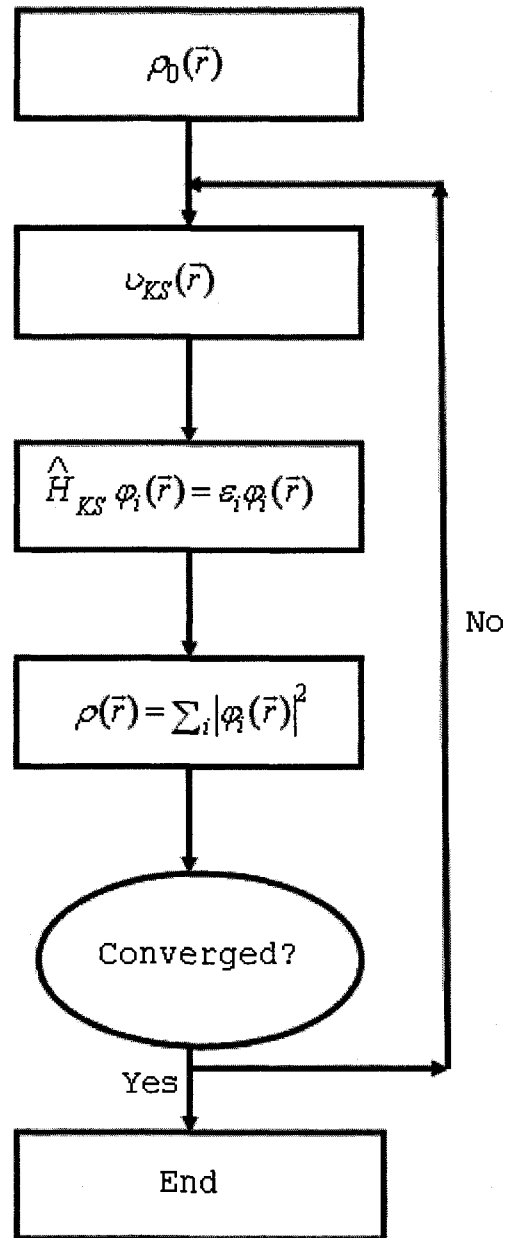 ρ₀(r⃗)
υ_KS(r⃗)
Ĥ_KS φ_i(r⃗) = ε_i φ_i(r⃗)
No
ρ(r⃗) = ∑_i |φ_i(r⃗)|²
Converged?
Yes
End